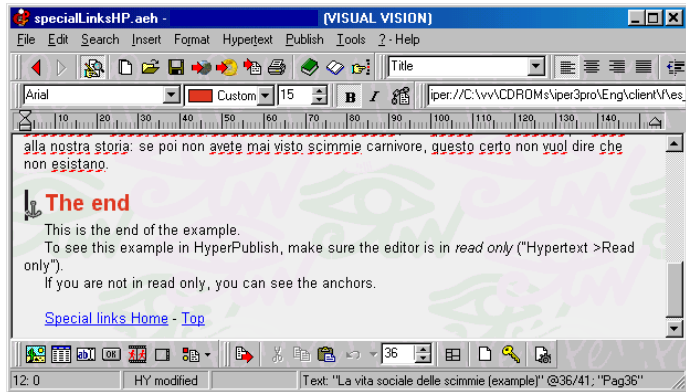 specialLinksHP.aeh - (VISUAL VISION)
File Edit Search Insert Format Hypertext Publish Tools ?-Help
Title
Arial Custom 15 B I iper://C:\vv\CDROMs\iper3pro\Eng\client\f\es_
10 20 30 40 50 60 70 80 90 100 110 120 130 140
alla nostra storia: se poi non avete mai visto scimmie carnivore, questo certo non vuol dire che
non esistano.
The end
This is the end of the example.
To see this example in HyperPublish, make sure the editor is in read only ("Hypertext >Read
only").
If you are not in read only, you can see the anchors.
Special links Home - Top
OK 36
12: 0 HY modified Text: "La vita sociale delle scimmie (example)" @36/41; "Pag36"